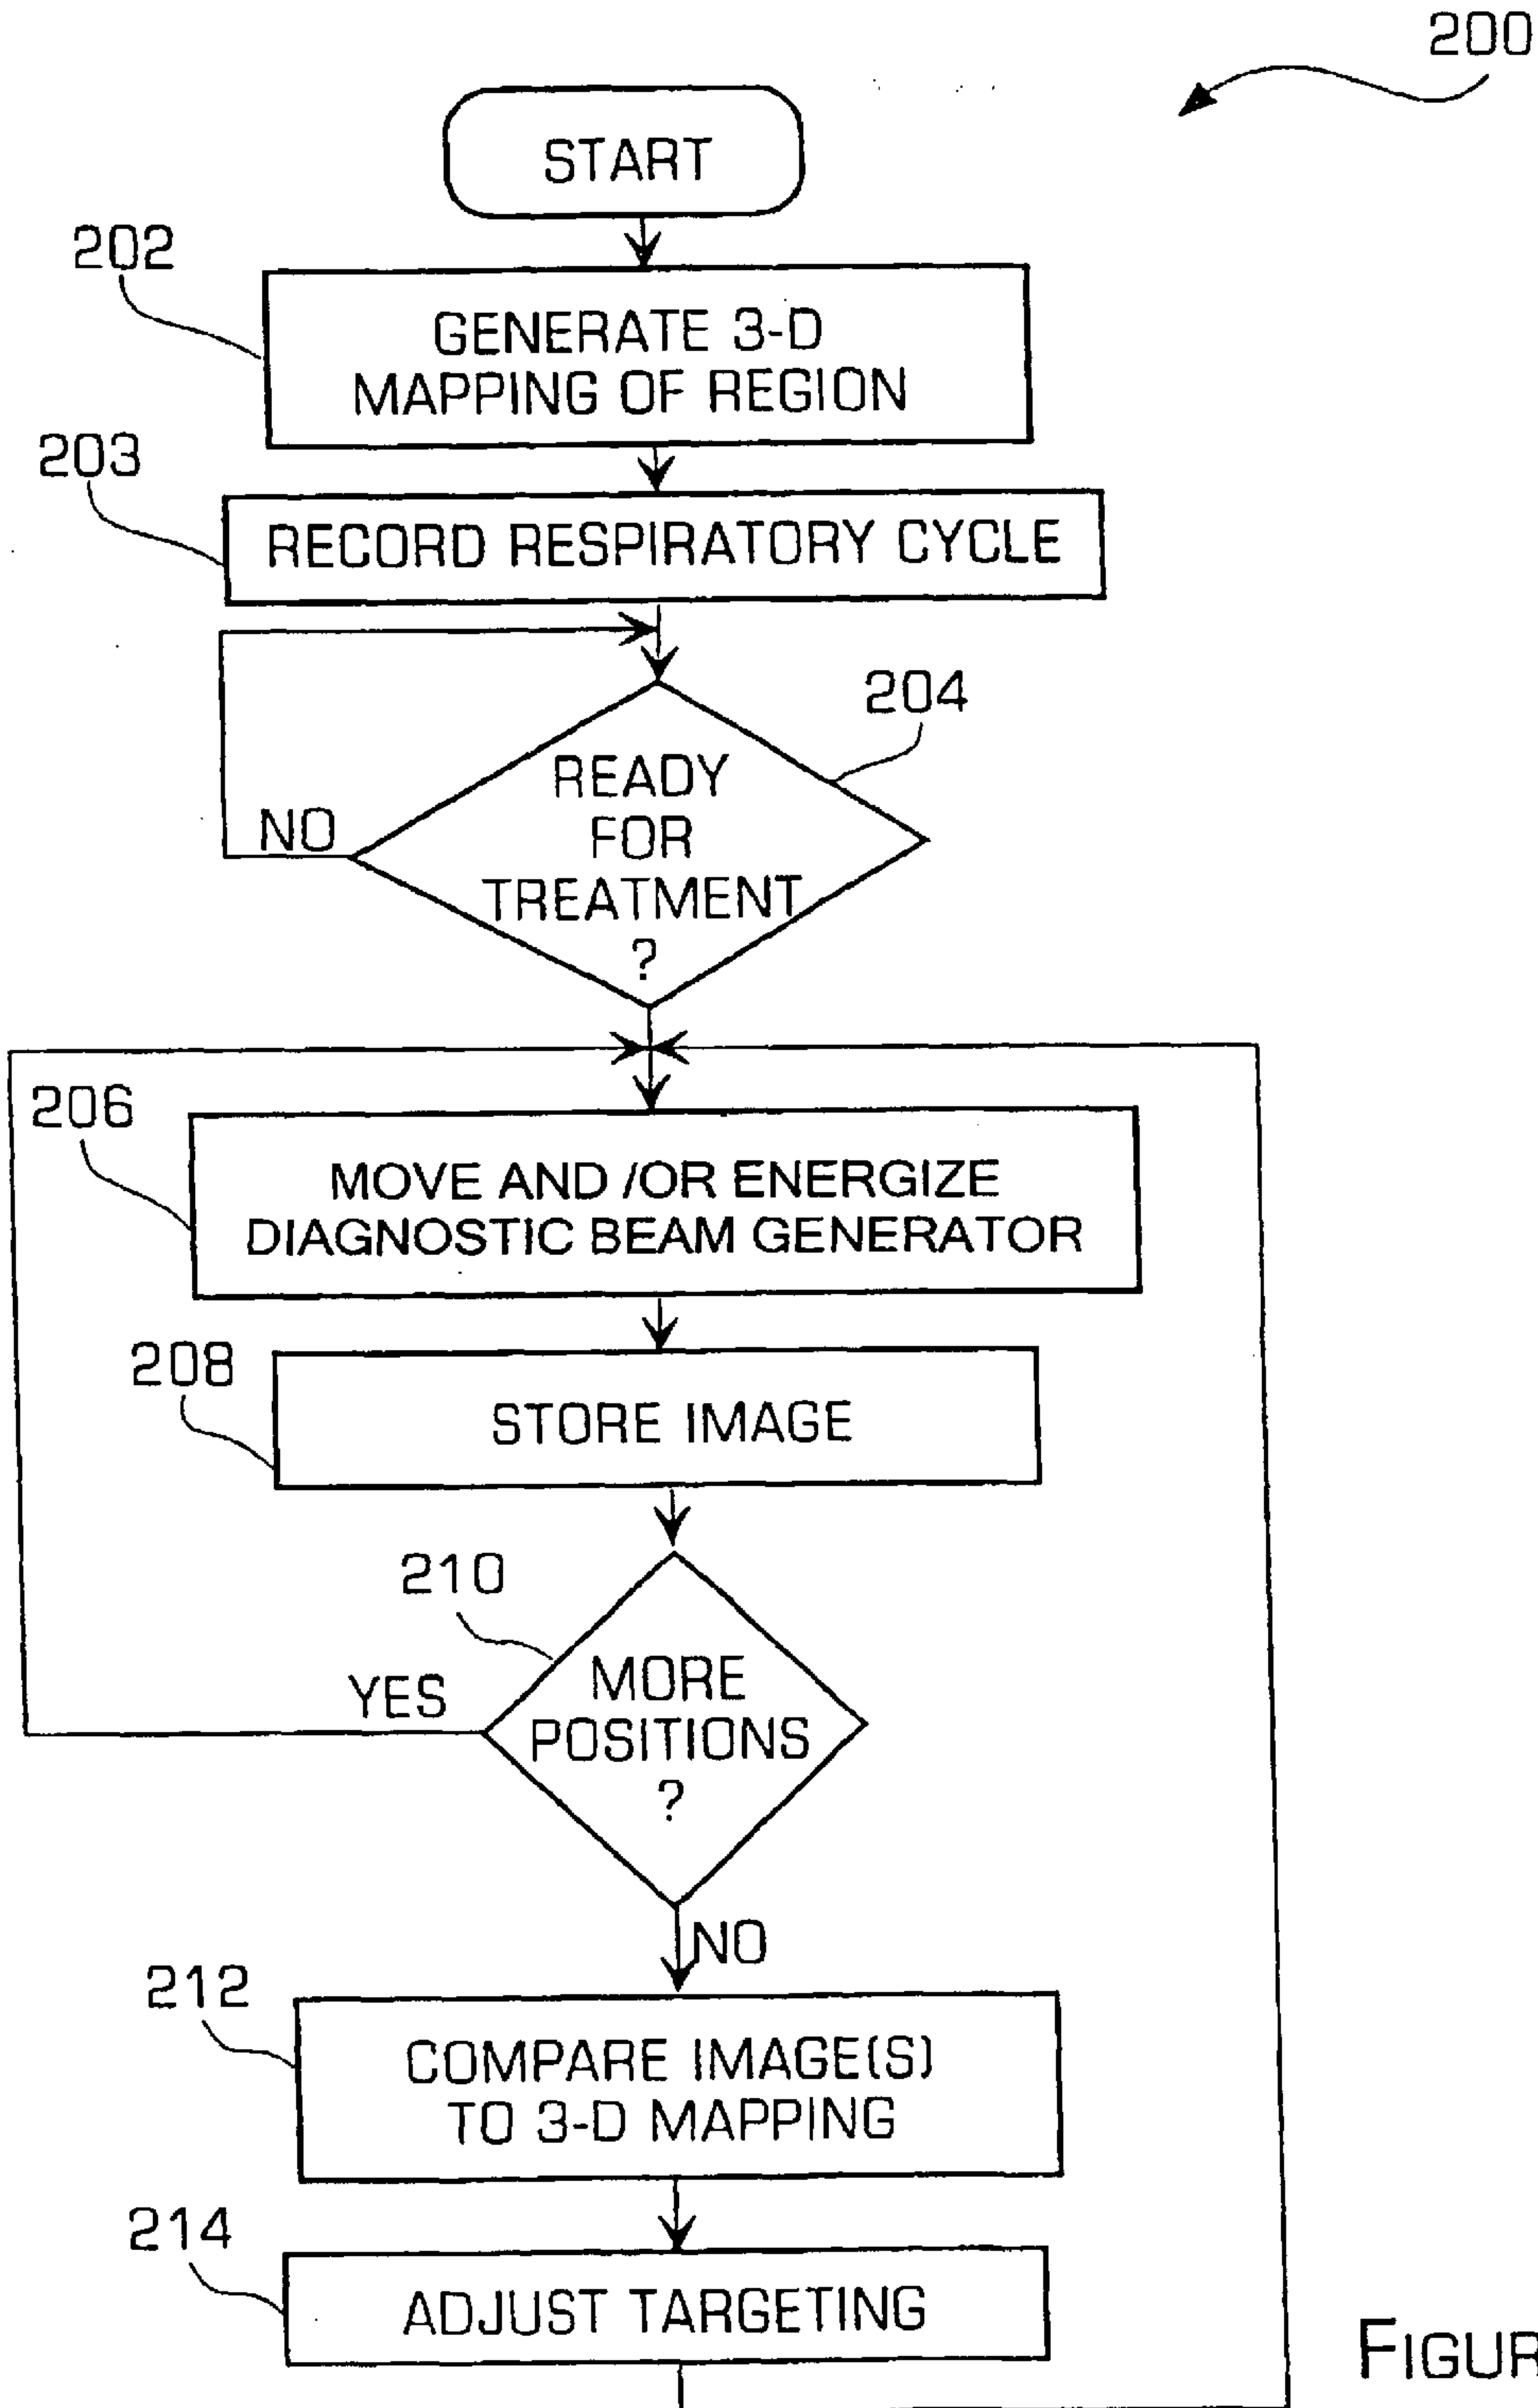 200
START
202
GENERATE 3-D
MAPPING OF REGION
203
RECORD RESPIRATORY CYCLE
204
READY
FOR
TREATMENT
?
NO
206
MOVE AND /OR ENERGIZE
DIAGNOSTIC BEAM GENERATOR
208
STORE IMAGE
210
MORE
POSITIONS
?
YES
NO
212
COMPARE IMAGE(S)
TO 3-D MAPPING
214
ADJUST TARGETING